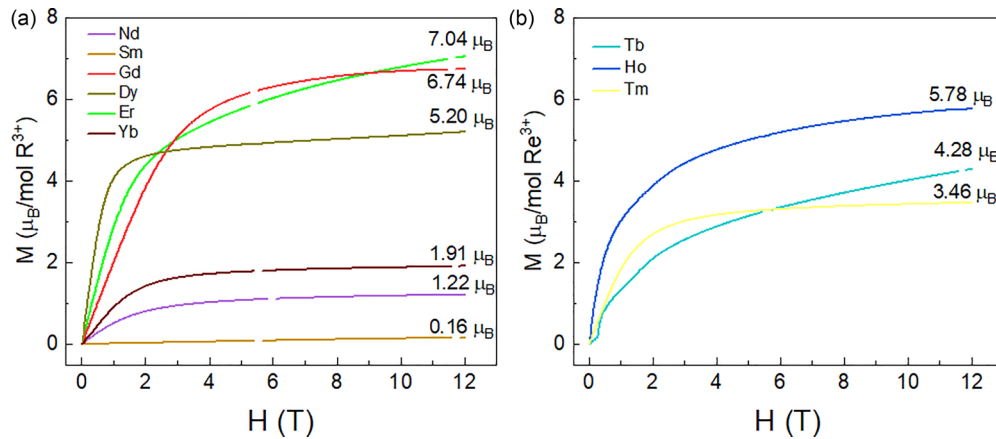 (a)
Nd
Sm
Gd
Dy
Er
Yb
7.04 μB
6.74 μB
5.20 μB
1.91 μB
1.22 μB
0.16 μB
M (μB/mol R3+)
8
6
4
2
0
0 2 4 6 8 10 12
H (T)
(b)
Tb
Ho
Tm
5.78 μB
4.28 μB
3.46 μB
M (μB/mol Re3+)
8
6
4
2
0
0 2 4 6 8 10 12
H (T)